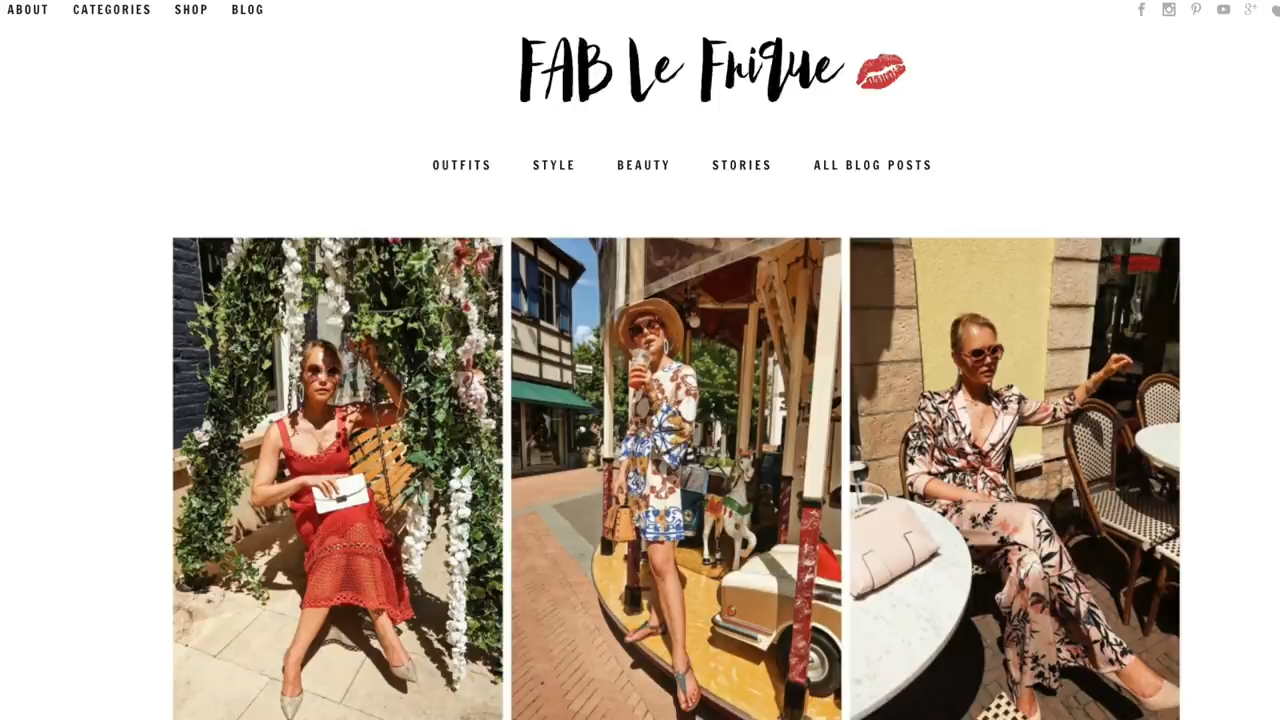 ABOUT CATEGORIES SHOP BLOG
FAB Le Frique
OUTFITS STYLE BEAUTY STORIES ALL BLOG POSTS